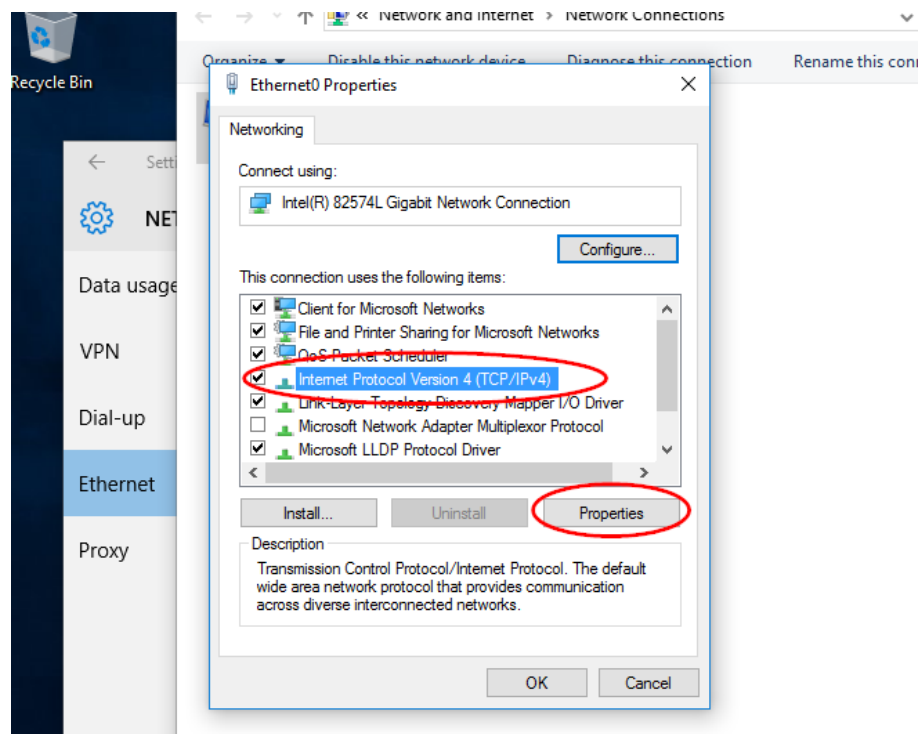 « Network and Internet > Network Connections
Organize Disable this network device Diagnose this connection Rename this conn
Recycle Bin
Ethernet0 Properties
Networking
Setti
Connect using:
NET
Intel(R) 82574L Gigabit Network Connection
Configure...
Data usage
This connection uses the following items:
Client for Microsoft Networks
File and Printer Sharing for Microsoft Networks
VPN
QoS Packet Scheduler
Internet Protocol Version 4 (TCP/IPv4)
Link-Layer Topology Discovery Mapper I/O Driver
Dial-up
Microsoft Network Adapter Multiplexor Protocol
Microsoft LLDP Protocol Driver
Ethernet
Install... Uninstall Properties
Proxy
Description
Transmission Control Protocol/Internet Protocol. The default
wide area network protocol that provides communication
across diverse interconnected networks.
OK Cancel